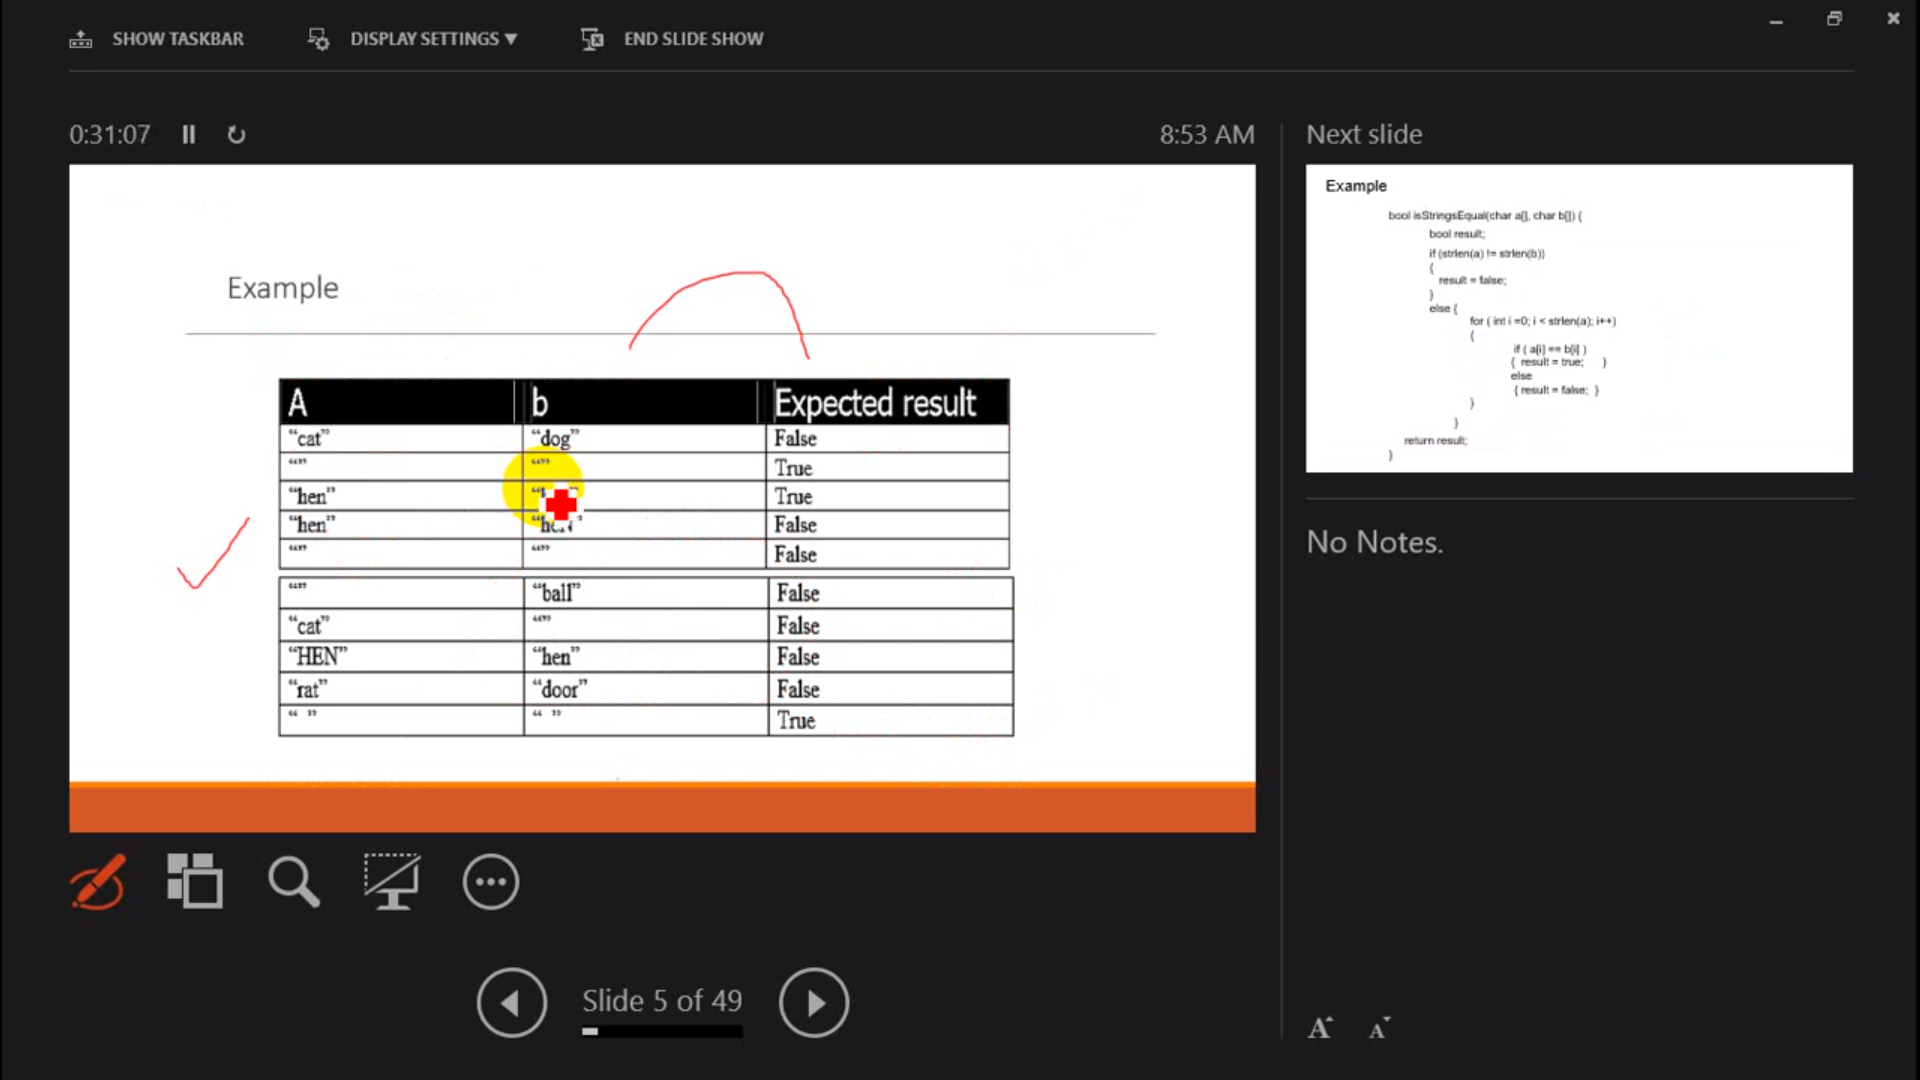 SHOW TASKBAR DISPLAY SETTINGS ▼ END SLIDE SHOW
0:31:07 8:53 AM
Example
A b Expected result
“cat” “dog” False
“” “” True
“hen” True
“hen” False
“” “” False
“” “ball” False
“cat” “” False
“HEN” “hen” False
“rat” “door” False
“ ” “ ” True
Slide 5 of 49
Next slide
Example
bool isStringsEqual(char a[], char b[]) {
bool result;
if (strlen(a) != strlen(b))
{
result = false;
}
else {
for ( int i =0; i < strlen(a); i++)
{
if ( a[i] == b[i] )
{ result = true; }
else
{ result = false; }
}
}
return result;
}
No Notes.
A A